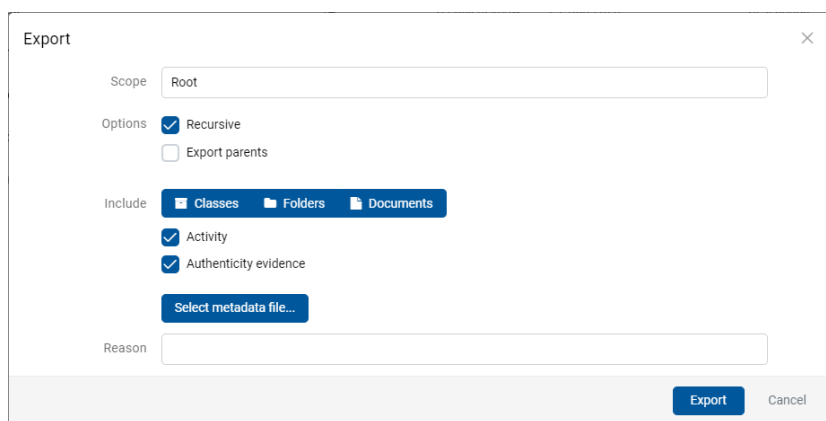 Export
Scope Root
Options Recursive
Export parents
Include Classes Folders Documents
Activity
Authenticity evidence
Select metadata file...
Reason
Export Cancel